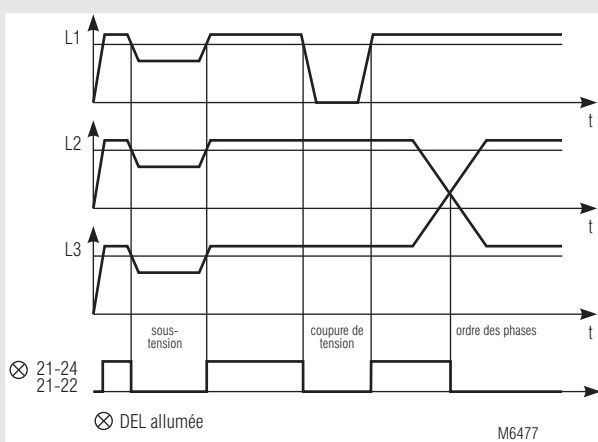 L1
t
L2
t
L3
t
sous-
tension
coupure de
tension
ordre des phases
21-24
21-22
DEL allumée
M6477